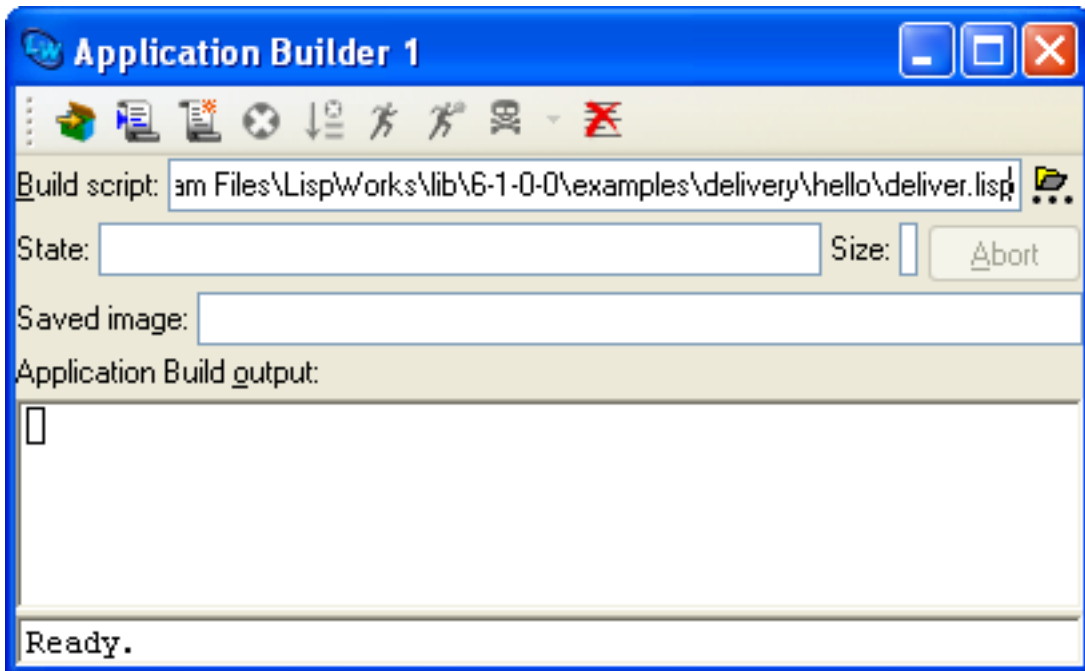 Application Builder 1
Build script: am Files\LispWorks\lib\6-1-0-0\examples\delivery\hello\deliver.lisp
State: Size: Abort
Saved image:
Application Build output:
Ready.